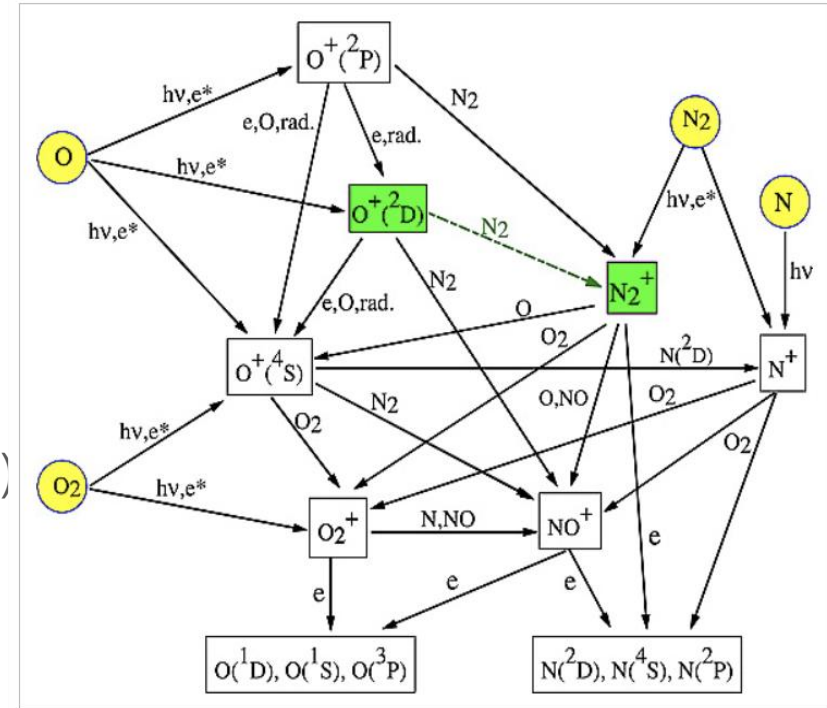 O⁺(²P)
hν,e*
N2
N2
e,O,rad.
e,rad.
O
hν,e*
hν,e*
N
O⁺(²D)
N2
hν,e*
hν
N2⁺
N2
e,O,rad.
O
O2
N(²D)
O⁺(⁴S)
N⁺
N2
O,NO
O2
O2
hν,e*
O2
)
O2
hν,e*
N,NO
O2⁺
NO⁺
e
e
e
e
O(¹D), O(¹S), O(³P)
N(²D), N(⁴S), N(²P)